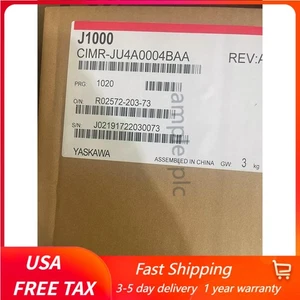 J1000
CIMR-JU4A0004BAA
REV:A
PRG 1020
O/N R02572-203-73
S/N J02191722030073
YASKAWA
ASSEMBLED IN CHINA GW 3 kg
amplepic
USA
FREE TAX
Fast Shipping
3-5 day delivery 1 year warranty